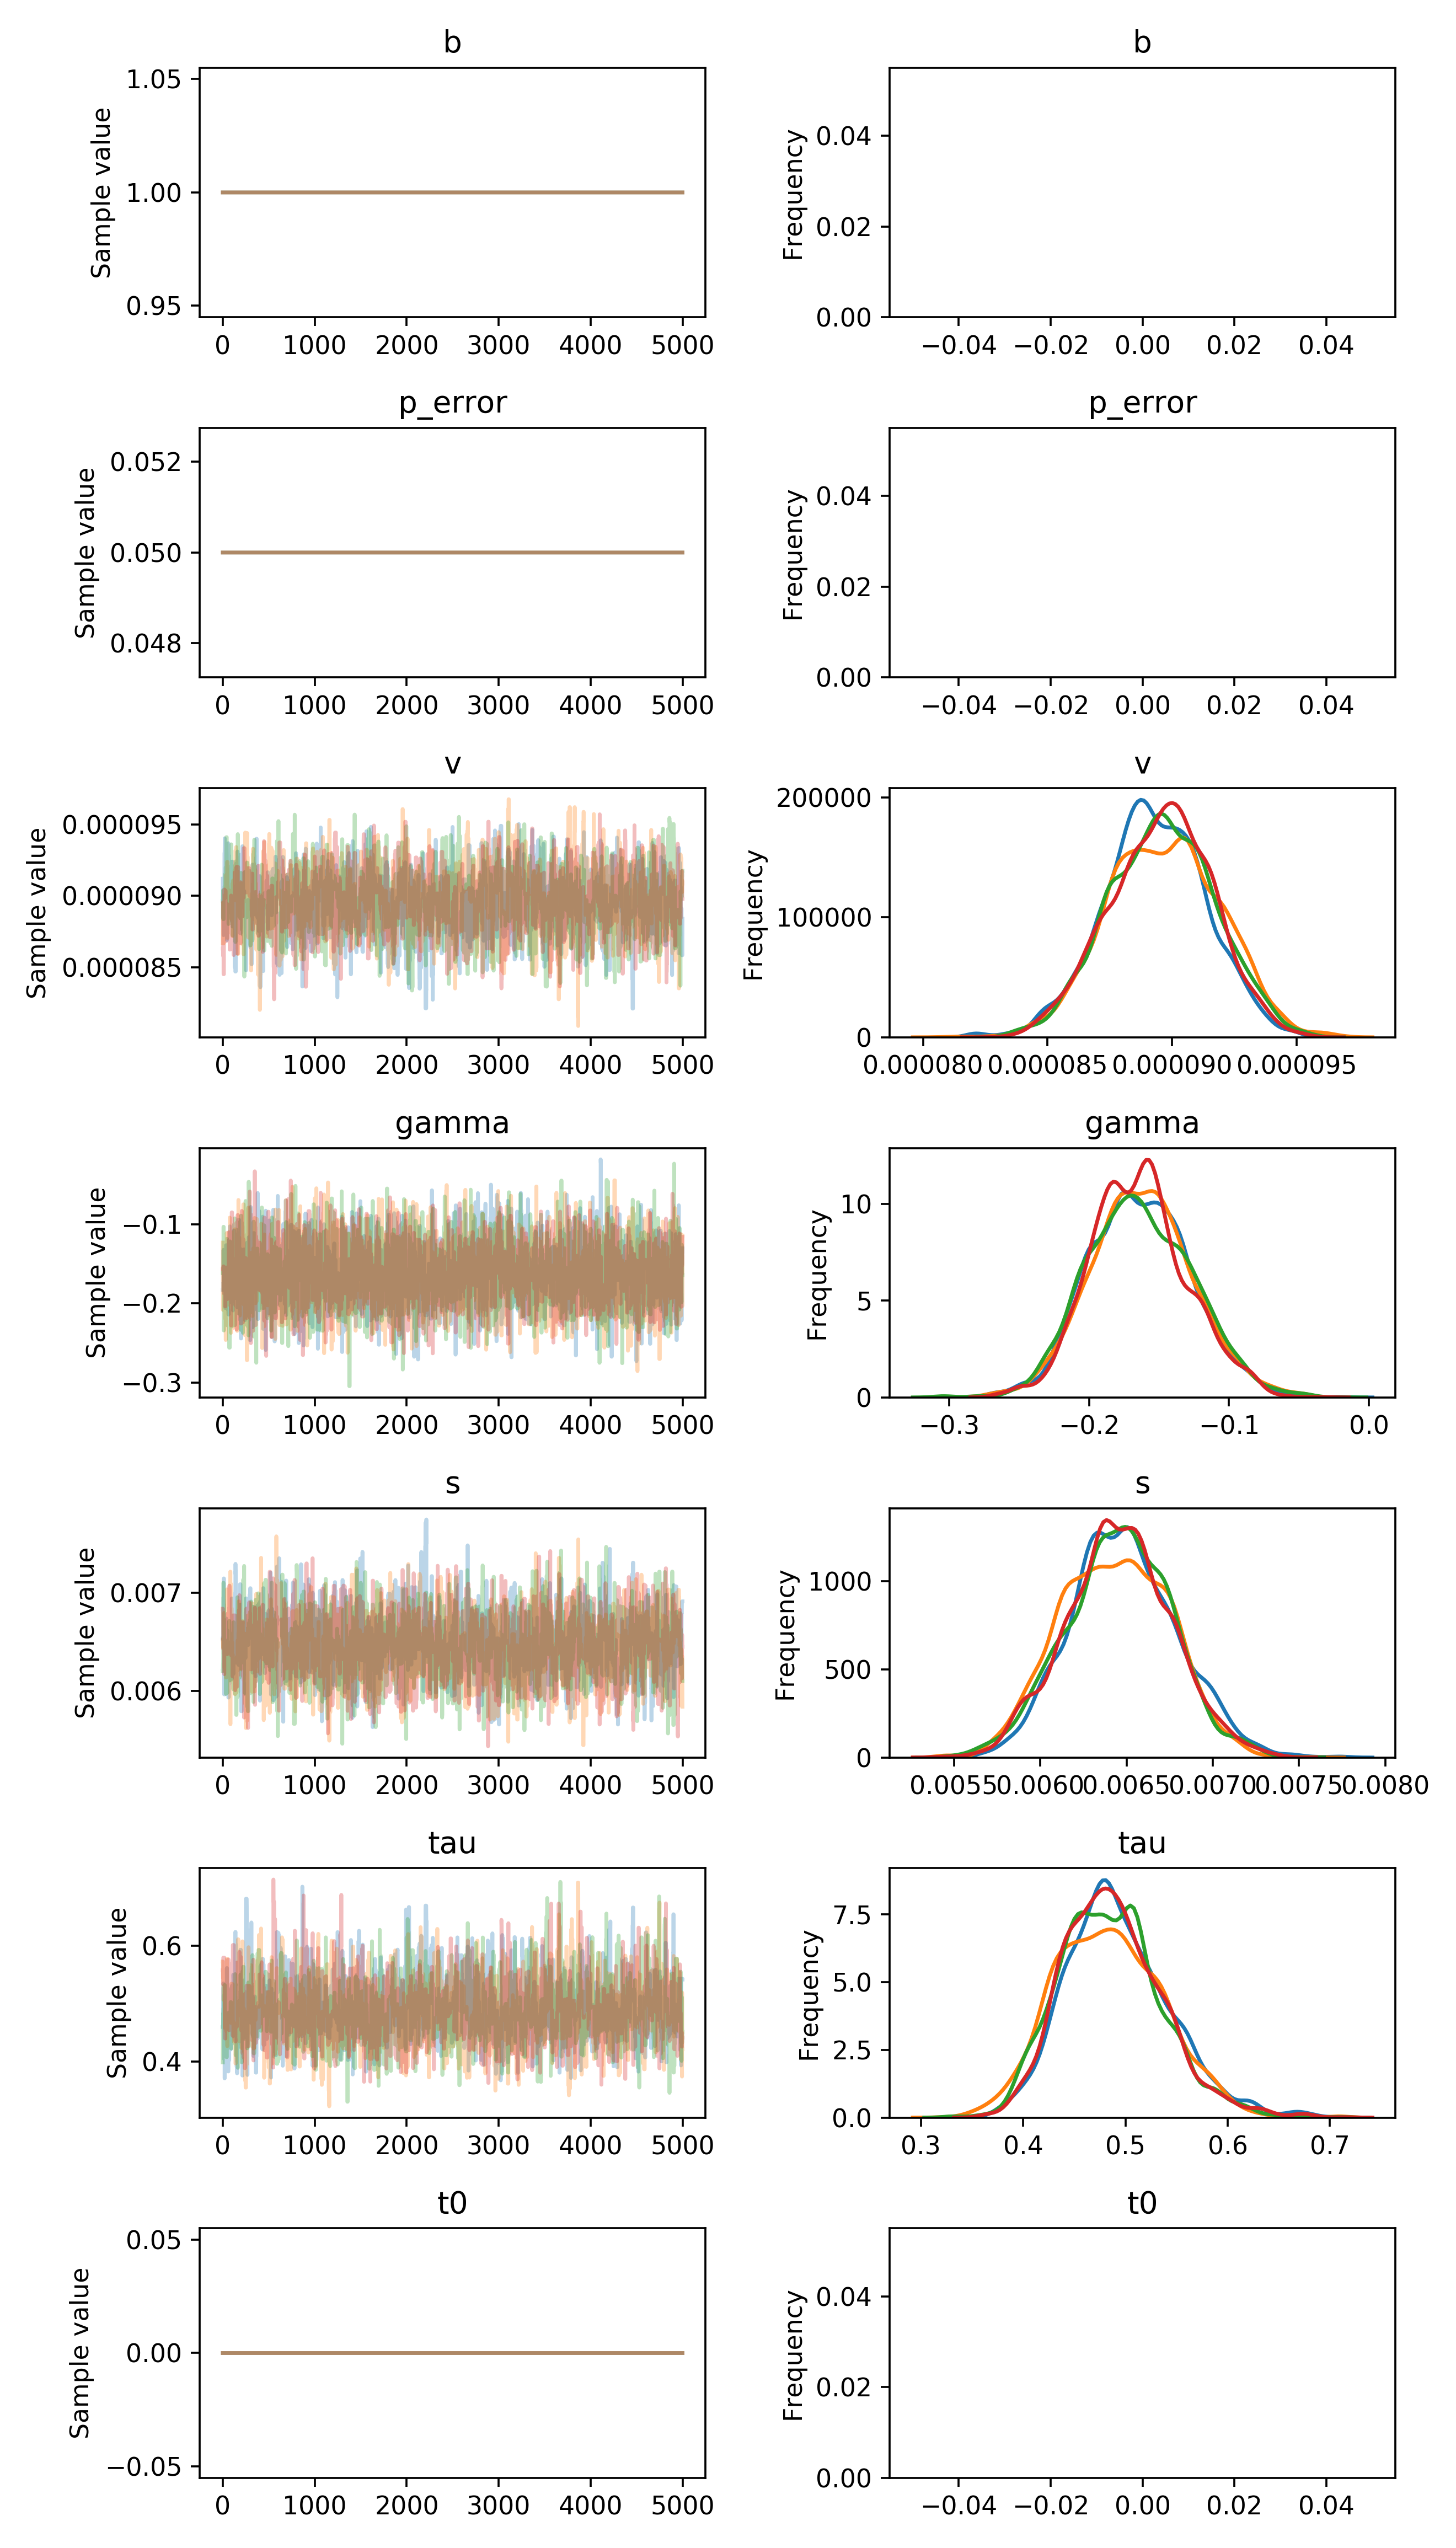 b
b
Sample value
1.05
1.00
0.95
0 1000 2000 3000 4000 5000
Frequency
0.04
0.02
0.00
−0.04 −0.02 0.00 0.02 0.04
p_error
p_error
Sample value
0.052
0.050
0.048
0 1000 2000 3000 4000 5000
Frequency
0.04
0.02
0.00
−0.04 −0.02 0.00 0.02 0.04
v
v
Sample value
0.000095
0.000090
0.000085
0 1000 2000 3000 4000 5000
Frequency
200000
100000
0
0.000080 0.000085 0.000090 0.000095
gamma
gamma
Sample value
−0.1
−0.2
−0.3
0 1000 2000 3000 4000 5000
Frequency
10
5
0
−0.3 −0.2 −0.1 0.0
s
s
Sample value
0.007
0.006
0 1000 2000 3000 4000 5000
Frequency
1000
500
0
0.0055 0.0060 0.0065 0.0070 0.0075 0.0080
tau
tau
Sample value
0.6
0.4
0 1000 2000 3000 4000 5000
Frequency
7.5
5.0
2.5
0.0
0.3 0.4 0.5 0.6 0.7
t0
t0
Sample value
0.05
0.00
−0.05
0 1000 2000 3000 4000 5000
Frequency
0.04
0.02
0.00
−0.04 −0.02 0.00 0.02 0.04